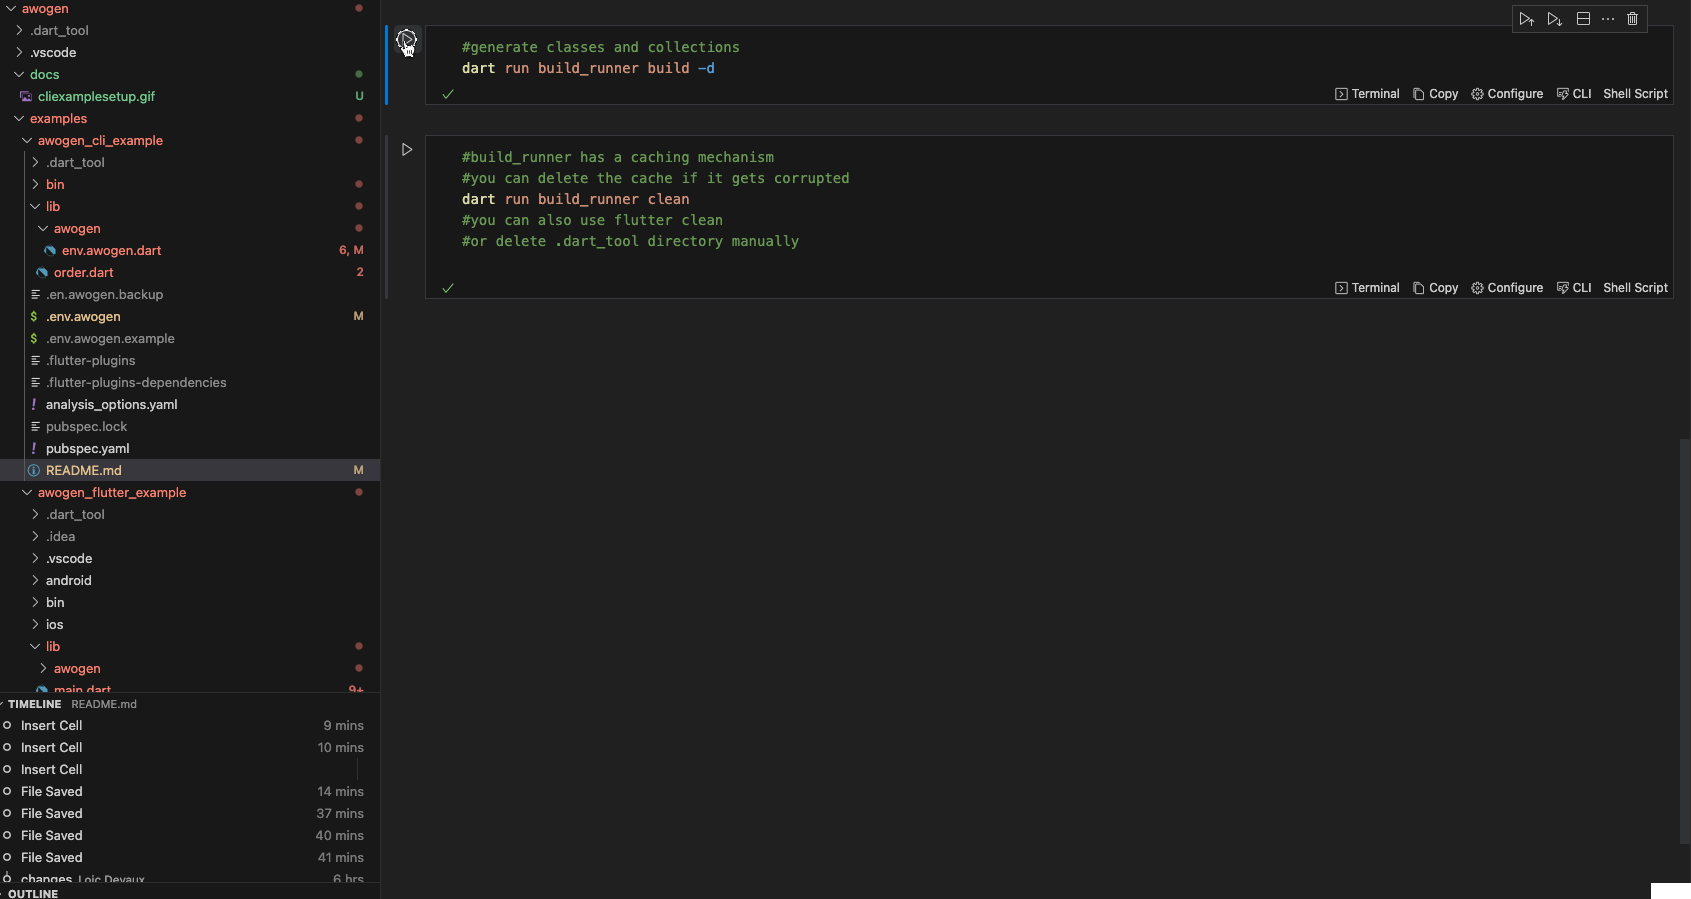 awogen
.dart_tool
.vscode
docs
cliexamplesetup.gif U
examples
awogen_cli_example
.dart_tool
bin
lib
awogen
env.awogen.dart 6, M
order.dart 2
.en.awogen.backup
$ .env.awogen M
$ .env.awogen.example
.flutter-plugins
.flutter-plugins-dependencies
! analysis_options.yaml
pubspec.lock
! pubspec.yaml
README.md M
awogen_flutter_example
.dart_tool
.idea
.vscode
android
bin
ios
lib
awogen
main.dart 9+
TIMELINE README.md
Insert Cell 9 mins
Insert Cell 10 mins
Insert Cell
File Saved 14 mins
File Saved 37 mins
File Saved 40 mins
File Saved 41 mins
changes Loic Devaux 6 hrs
OUTLINE
#generate classes and collections
dart run build_runner build -d
Terminal Copy Configure CLI Shell Script
#build_runner has a caching mechanism
#you can delete the cache if it gets corrupted
dart run build_runner clean
#you can also use flutter clean
#or delete .dart_tool directory manually
Terminal Copy Configure CLI Shell Script